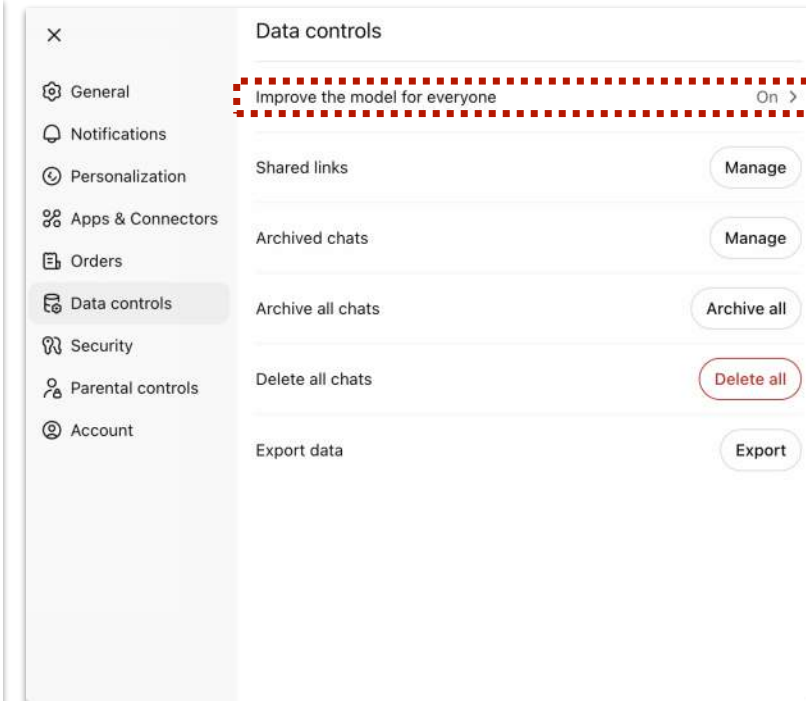 Data controls
General
Notifications
Personalization
Apps & Connectors
Orders
Data controls
Security
Parental controls
Account
Improve the model for everyone On
Shared links Manage
Archived chats Manage
Archive all chats Archive all
Delete all chats Delete all
Export data Export